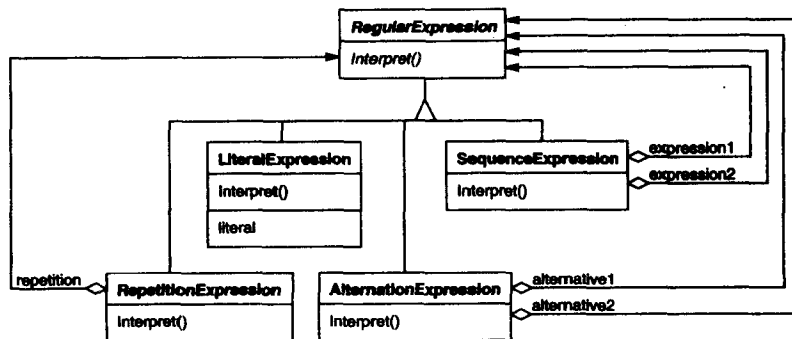 RegularExpression
Interpret()
LiteralExpression
Interpret()
literal
SequenceExpression
Interpret()
expression1
expression2
repetition
RepetitionExpression
Interpret()
AlternationExpression
Interpret()
alternative1
alternative2